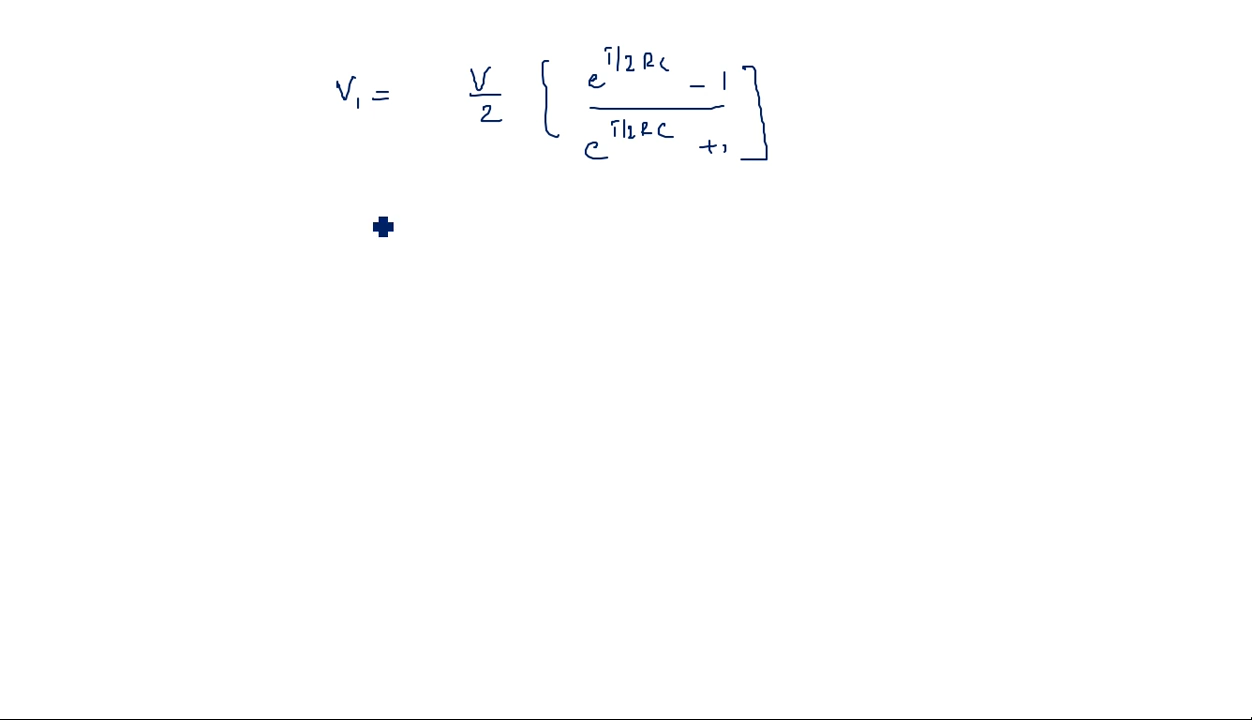 V₁ = V/2 [ (e^{T/2RC} - 1) / (e^{T/2RC} + 1) ]